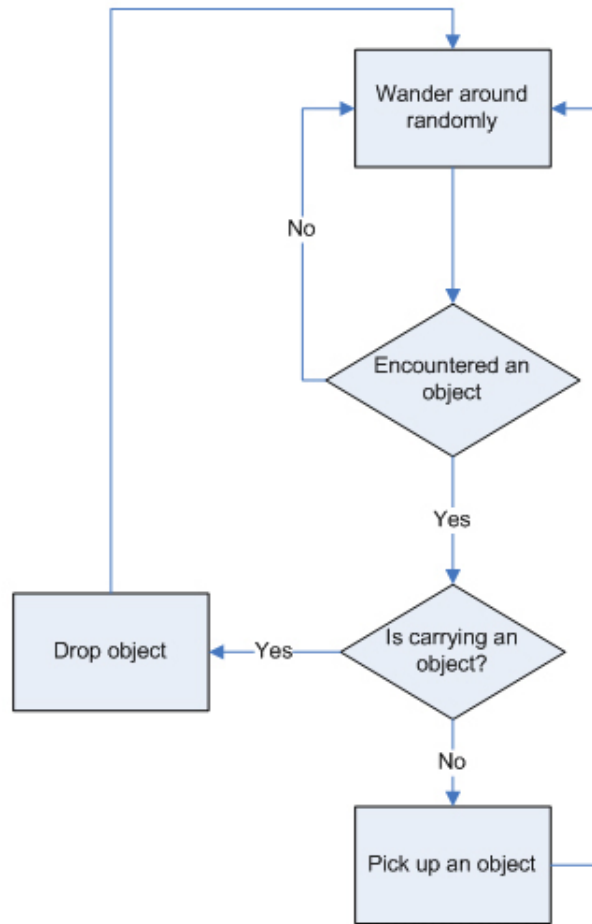 Wander around
randomly
No
Encountered an
object
Yes
Drop object
Yes
Is carrying an
object?
No
Pick up an object